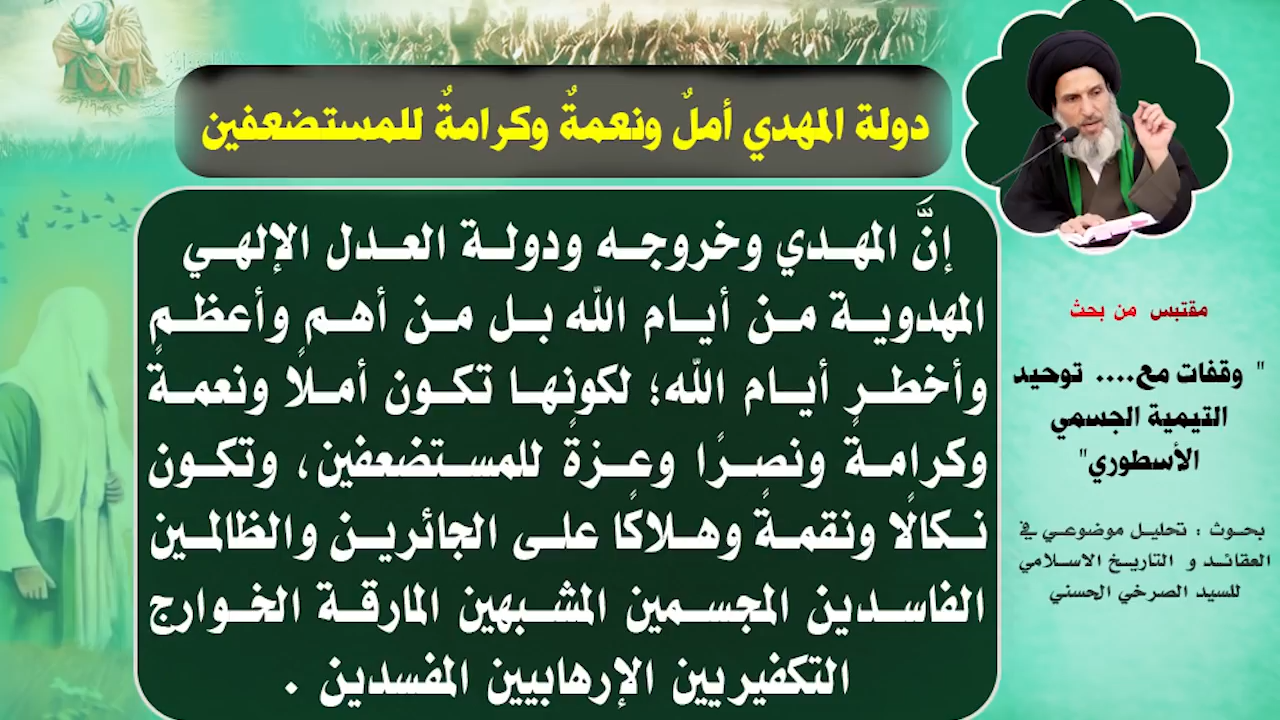 دولة المهدي أملٌ ونعمةٌ وكرامةٌ للمستضعفين
إنَّ المهدي وخروجه ودولة العدل الإلهي
المهدوية من أيام الله بل من أهم وأعظم
وأخطر أيام الله؛ لكونها تكون أملًا ونعمةً
وكرامةً ونصرًا وعزةً للمستضعفين، وتكون
نكالًا ونقمةً وهلاكًا على الجائرين والظالمين
الفاسدين المجسمين المشبهين المارقة الخوارج
التكفيريين الإرهابيين المفسدين .
مقتبس من بحث
" وقفات مع.... توحيد
التيمية الجسمي
الأسطوري"
بحوث : تحليل موضوعي في
العقائد و التاريخ الاسلامي
للسيد الصرخي الحسني